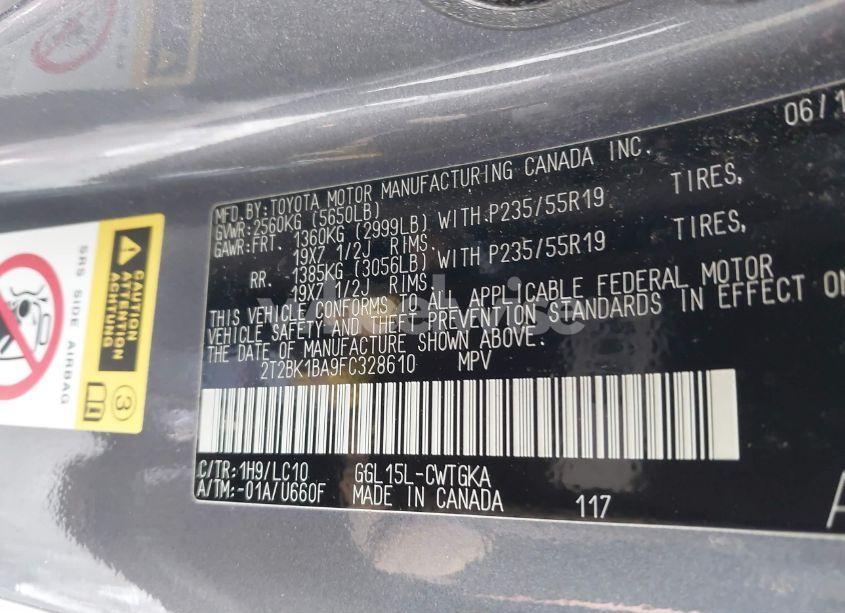 06/1
MFD.BY:TOYOTA MOTOR MANUFACTURING CANADA INC.
GVWR:2560KG (5650LB)
GAWR:FRT. 1360KG (2999LB) WITH P235/55R19 TIRES,
19X7 1/2J RIMS.
RR. 1385KG (3056LB) WITH P235/55R19 TIRES,
19X7 1/2J RIMS.
THIS VEHICLE CONFORMS TO ALL APPLICABLE FEDERAL MOTOR
VEHICLE SAFETY AND THEFT PREVENTION STANDARDS IN EFFECT ON
THE DATE OF MANUFACTURE SHOWN ABOVE.
2T2BK1BA9FC328610 MPV
C/TR:1H9/LC10 GGL15L-CWTGKA
A/TM:-01A/U660F MADE IN CANADA 117
A
CAUTION
ATTENTION
ACHTUNG
SRS SIDE AIRBAG
3